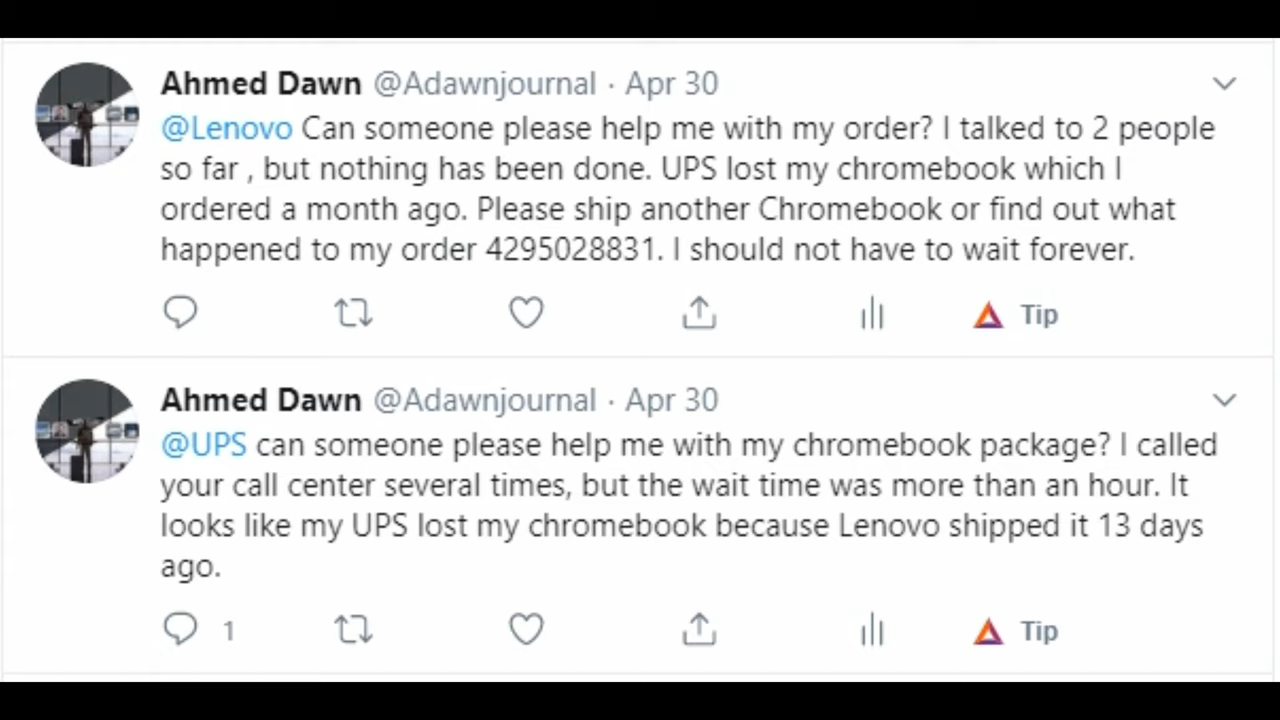 Ahmed Dawn @Adawnjournal · Apr 30
@Lenovo Can someone please help me with my order? I talked to 2 people
so far , but nothing has been done. UPS lost my chromebook which I
ordered a month ago. Please ship another Chromebook or find out what
happened to my order 4295028831. I should not have to wait forever.
Tip
Ahmed Dawn @Adawnjournal · Apr 30
@UPS can someone please help me with my chromebook package? I called
your call center several times, but the wait time was more than an hour. It
looks like my UPS lost my chromebook because Lenovo shipped it 13 days
ago.
1 Tip